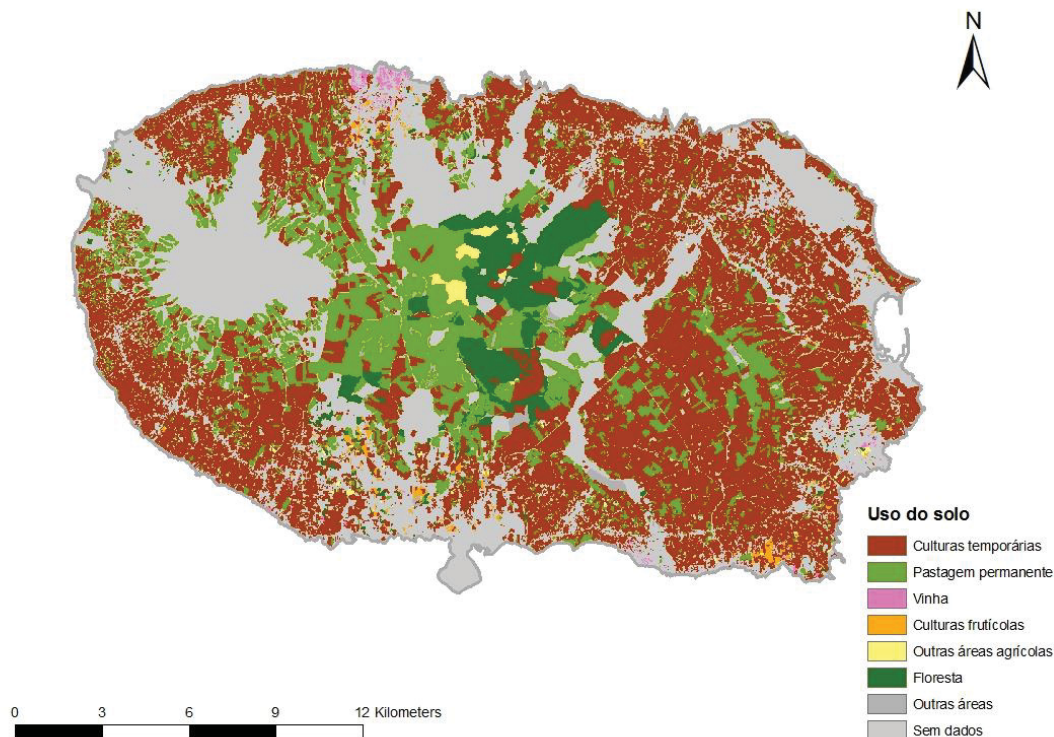 N
Uso do solo
Culturas temporárias
Pastagem permanente
Vinha
Culturas frutícolas
Outras áreas agrícolas
Floresta
Outras áreas
Sem dados
0 3 6 9 12 Kilometers